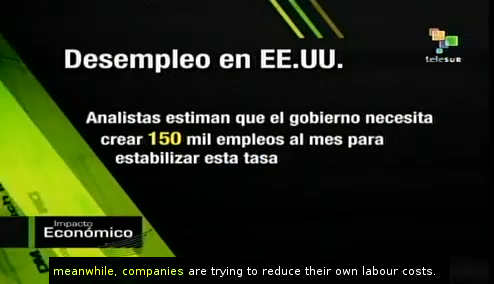 Desempleo en EE.UU.
teleSUR
Analistas estiman que el gobierno necesita
crear 150 mil empleos al mes para
estabilizar esta tasa
Impacto
Económico
meanwhile, companies are trying to reduce their own labour costs.